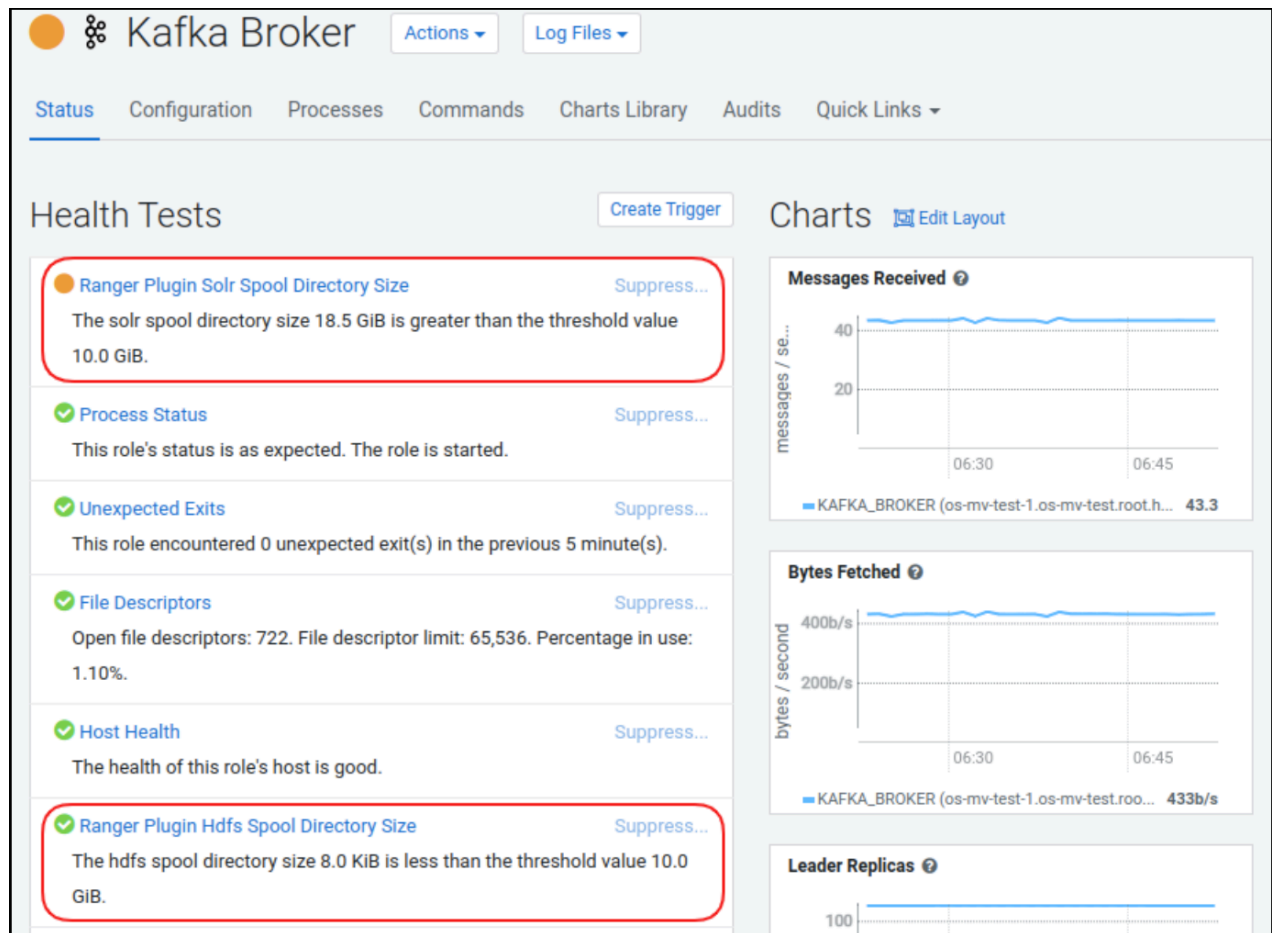 Kafka Broker
Actions
Log Files
Status
Configuration
Processes
Commands
Charts Library
Audits
Quick Links
Health Tests
Create Trigger
Ranger Plugin Solr Spool Directory Size
Suppress...
The solr spool directory size 18.5 GiB is greater than the threshold value
10.0 GiB.
Process Status
Suppress...
This role's status is as expected. The role is started.
Unexpected Exits
Suppress...
This role encountered 0 unexpected exit(s) in the previous 5 minute(s).
File Descriptors
Suppress...
Open file descriptors: 722. File descriptor limit: 65,536. Percentage in use:
1.10%.
Host Health
Suppress...
The health of this role's host is good.
Ranger Plugin Hdfs Spool Directory Size
Suppress...
The hdfs spool directory size 8.0 KiB is less than the threshold value 10.0
GiB.
Charts
Edit Layout
Messages Received
messages / se...
40
20
06:30
06:45
KAFKA_BROKER (os-mv-test-1.os-mv-test.root.h... 43.3
Bytes Fetched
bytes / second
400b/s
200b/s
06:30
06:45
KAFKA_BROKER (os-mv-test-1.os-mv-test.roo... 433b/s
Leader Replicas
100